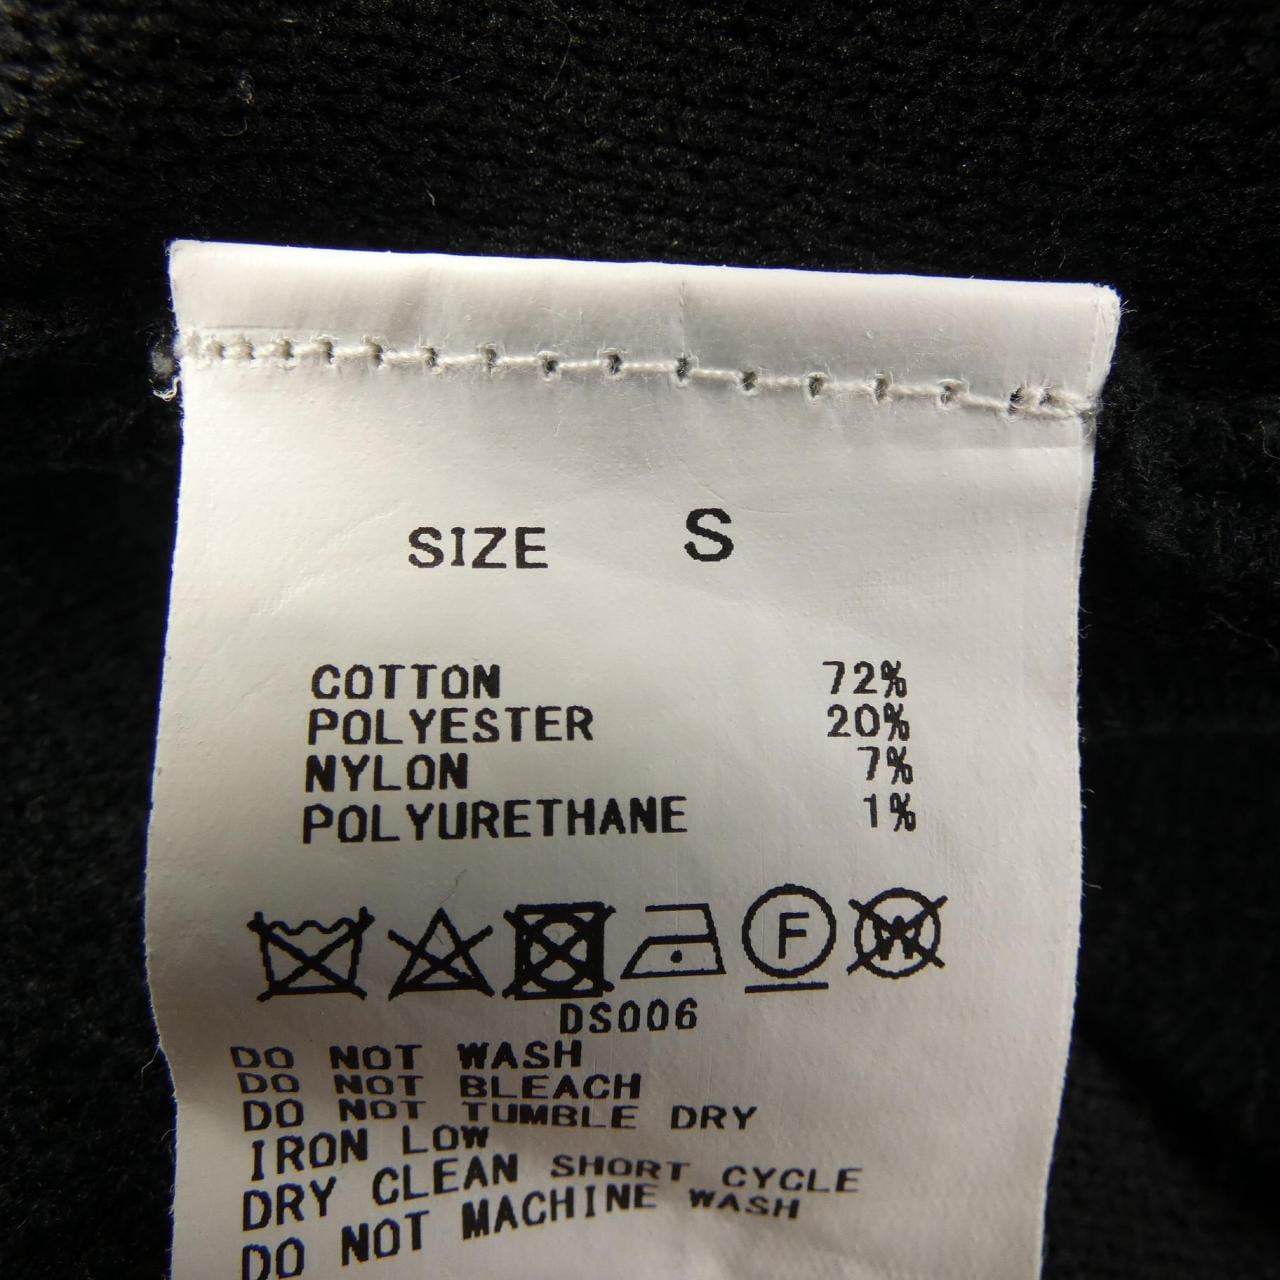 SIZE S
COTTON 72%
POLYESTER 20%
NYLON 7%
POLYURETHANE 1%
F W
DS006
DO NOT WASH
DO NOT BLEACH
DO NOT TUMBLE DRY
IRON LOW
DRY CLEAN SHORT CYCLE
DO NOT MACHINE WASH